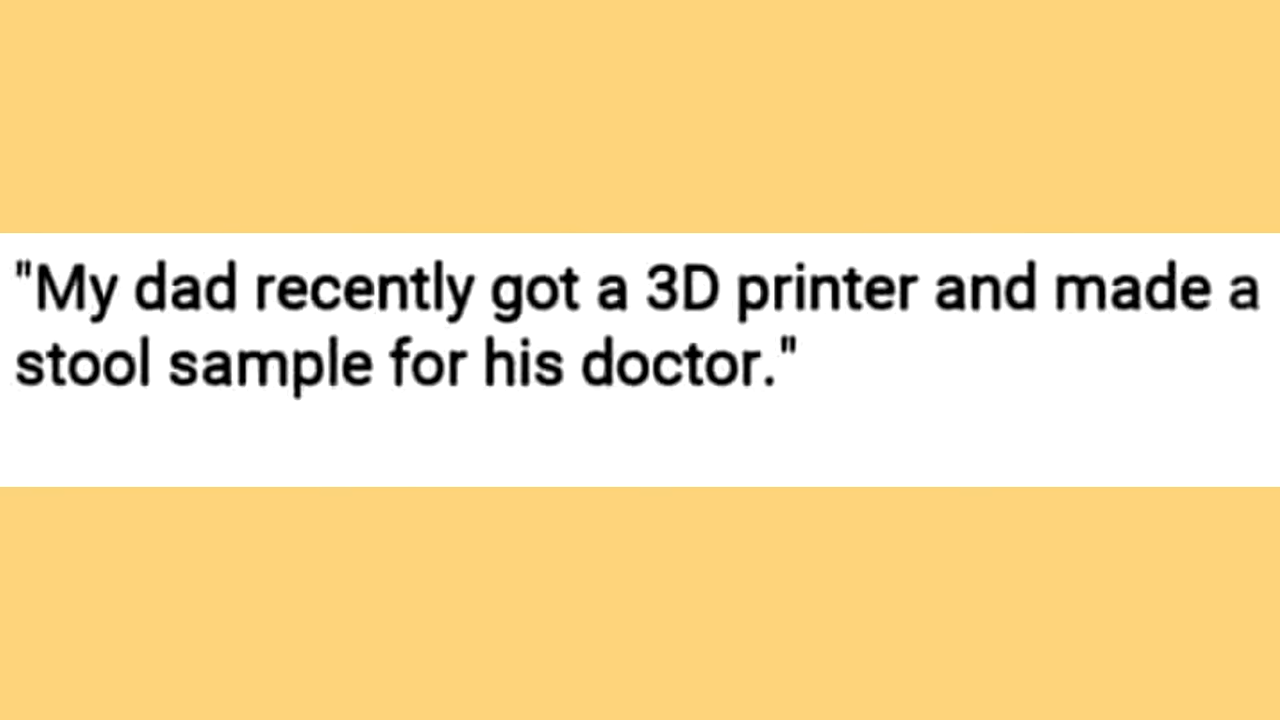 "My dad recently got a 3D printer and made a
stool sample for his doctor."